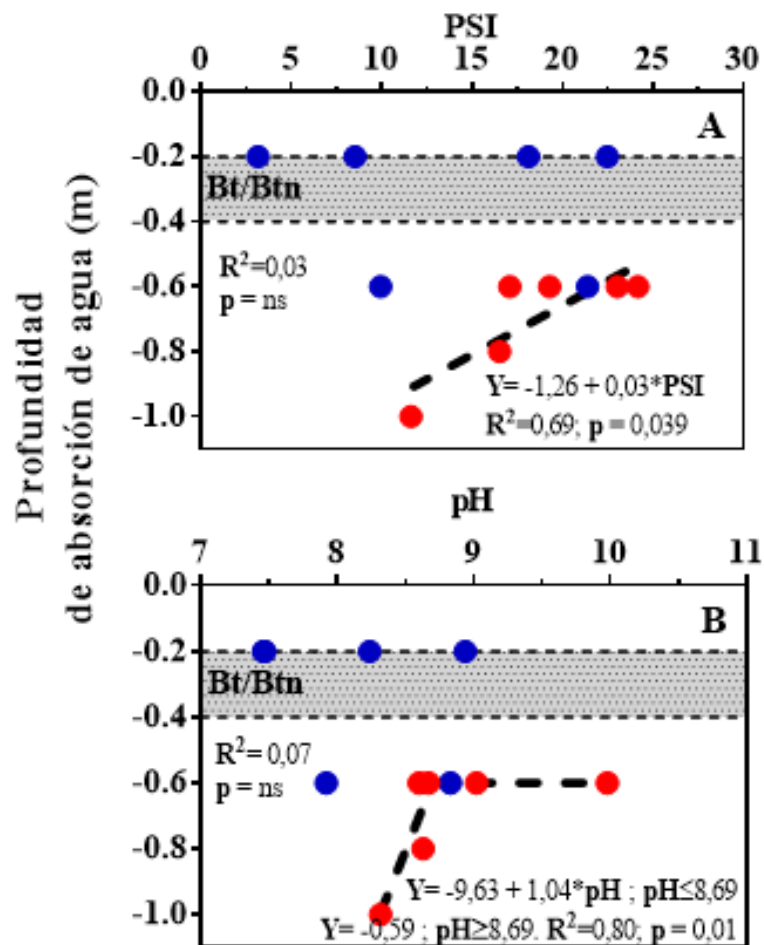 PSI
0 5 10 15 20 25 30
0.0
A
-0.2
Bt/Btn
-0.4
R²=0,03
p = ns
-0.6
-0.8
Y= -1,26 + 0,03*PSI
R²=0,69; p = 0,039
-1.0
Profundidad
de absorción de agua (m)
pH
7 8 9 10 11
0.0
B
-0.2
Bt/Btn
-0.4
R²= 0,07
p = ns
-0.6
-0.8
Y= -9,63 + 1,04*pH ; pH≤8,69
-1.0
Y= -0,59 ; pH≥8,69. R²=0,80; p = 0,01